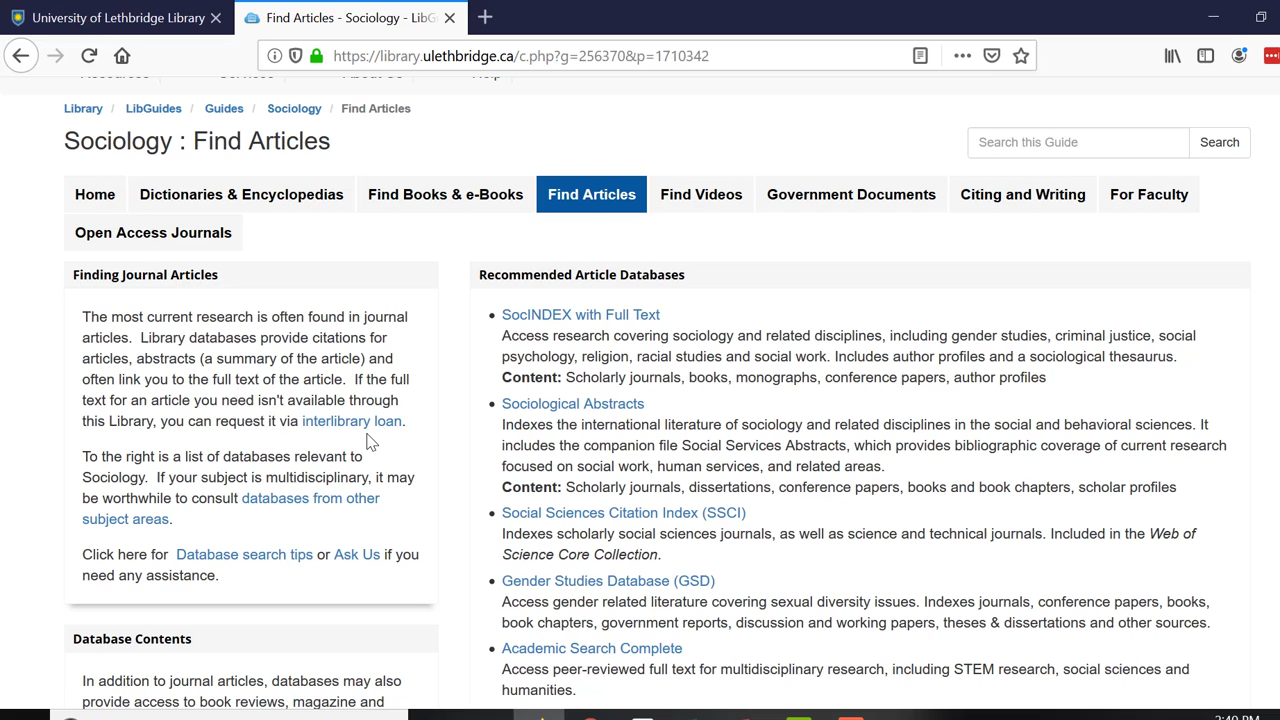 University of Lethbridge Library
Find Articles - Sociology - LibG
https://library.ulethbridge.ca/c.php?g=256370&p=1710342
Library / LibGuides / Guides / Sociology / Find Articles
Sociology : Find Articles
Search this Guide
Search
Home
Dictionaries & Encyclopedias
Find Books & e-Books
Find Articles
Find Videos
Government Documents
Citing and Writing
For Faculty
Open Access Journals
Finding Journal Articles
The most current research is often found in journal
articles. Library databases provide citations for
articles, abstracts (a summary of the article) and
often link you to the full text of the article. If the full
text for an article you need isn't available through
this Library, you can request it via interlibrary loan.
To the right is a list of databases relevant to
Sociology. If your subject is multidisciplinary, it may
be worthwhile to consult databases from other
subject areas.
Click here for Database search tips or Ask Us if you
need any assistance.
Database Contents
In addition to journal articles, databases may also
provide access to book reviews, magazine and
Recommended Article Databases
• SocINDEX with Full Text
Access research covering sociology and related disciplines, including gender studies, criminal justice, social
psychology, religion, racial studies and social work. Includes author profiles and a sociological thesaurus.
Content: Scholarly journals, books, monographs, conference papers, author profiles
• Sociological Abstracts
Indexes the international literature of sociology and related disciplines in the social and behavioral sciences. It
includes the companion file Social Services Abstracts, which provides bibliographic coverage of current research
focused on social work, human services, and related areas.
Content: Scholarly journals, dissertations, conference papers, books and book chapters, scholar profiles
• Social Sciences Citation Index (SSCI)
Indexes scholarly social sciences journals, as well as science and technical journals. Included in the Web of
Science Core Collection.
• Gender Studies Database (GSD)
Access gender related literature covering sexual diversity issues. Indexes journals, conference papers, books,
book chapters, government reports, discussion and working papers, theses & dissertations and other sources.
• Academic Search Complete
Access peer-reviewed full text for multidisciplinary research, including STEM research, social sciences and
humanities.